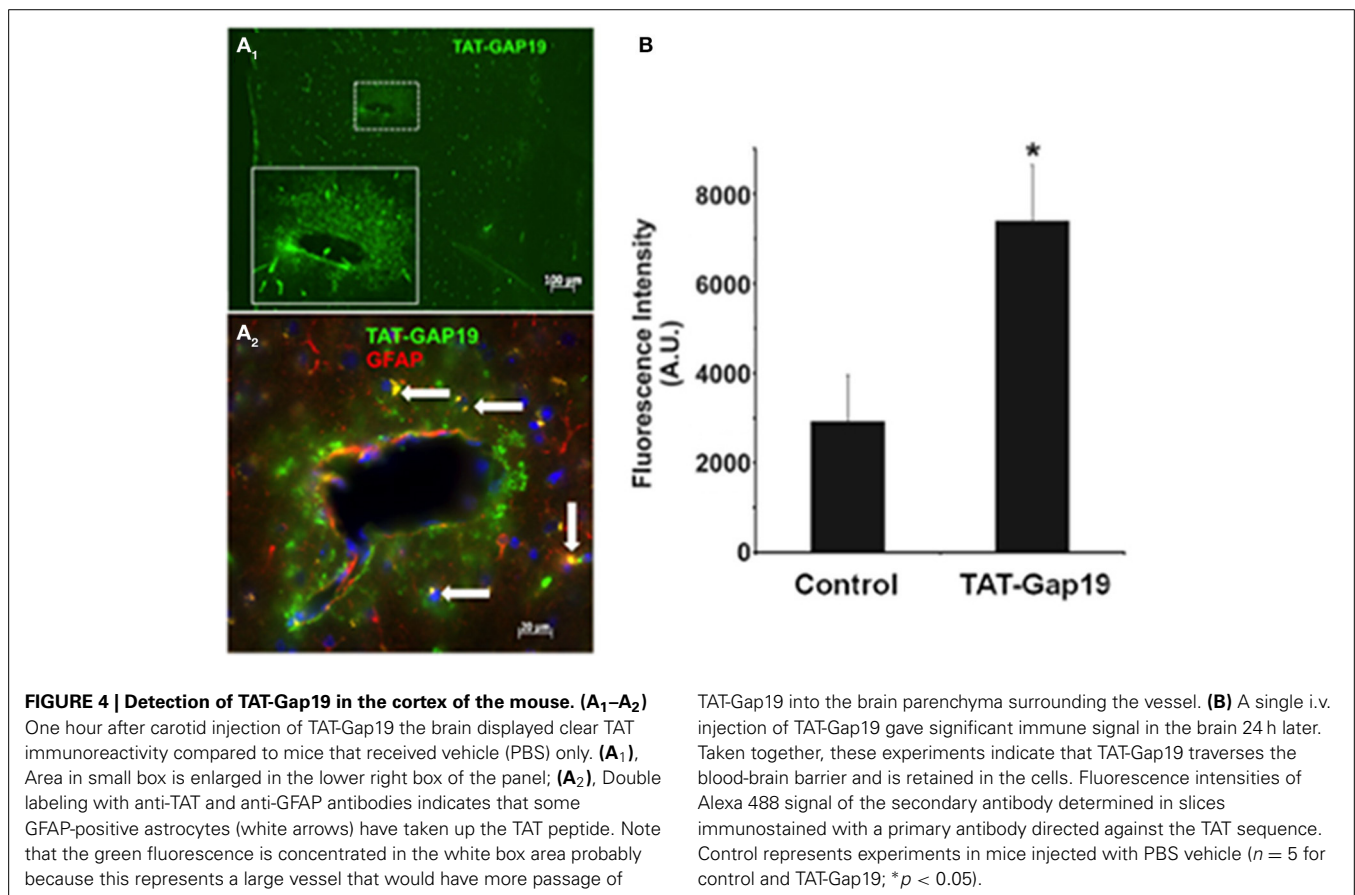 A1
TAT-GAP19
100 µm
A2
TAT-GAP19
GFAP
20 µm
B
Fluorescence Intensity
(A.U.)
8000
6000
4000
2000
0
*
Control
TAT-Gap19
FIGURE 4 | Detection of TAT-Gap19 in the cortex of the mouse. (A1–A2)
One hour after carotid injection of TAT-Gap19 the brain displayed clear TAT
immunoreactivity compared to mice that received vehicle (PBS) only. (A1),
Area in small box is enlarged in the lower right box of the panel; (A2), Double
labeling with anti-TAT and anti-GFAP antibodies indicates that some
GFAP-positive astrocytes (white arrows) have taken up the TAT peptide. Note
that the green fluorescence is concentrated in the white box area probably
because this represents a large vessel that would have more passage of
TAT-Gap19 into the brain parenchyma surrounding the vessel. (B) A single i.v.
injection of TAT-Gap19 gave significant immune signal in the brain 24 h later.
Taken together, these experiments indicate that TAT-Gap19 traverses the
blood-brain barrier and is retained in the cells. Fluorescence intensities of
Alexa 488 signal of the secondary antibody determined in slices
immunostained with a primary antibody directed against the TAT sequence.
Control represents experiments in mice injected with PBS vehicle (n = 5 for
control and TAT-Gap19; *p < 0.05).